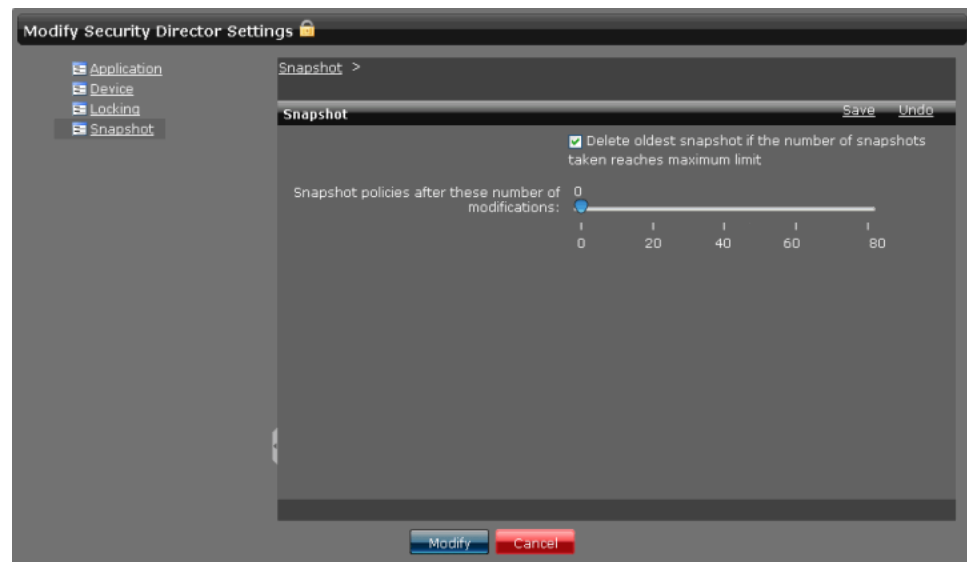 Modify Security Director Settings
Application
Device
Locking
Snapshot
Snapshot >
Snapshot Save Undo
Delete oldest snapshot if the number of snapshots
taken reaches maximum limit
Snapshot policies after these number of
modifications:
0
0 20 40 60 80
Modify Cancel